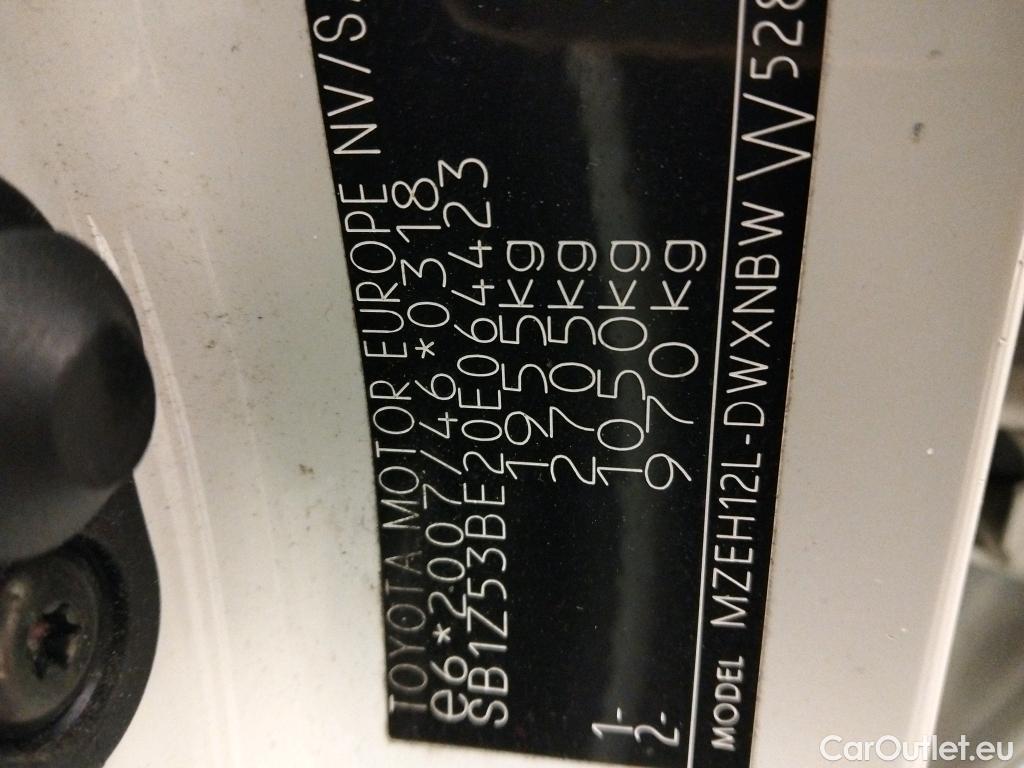 TOYOTA MOTOR EUROPE NV/S
e6*2007/46*0318
SB1Z53BE20E064423
1955kg
2705kg
1- 1050kg
2- 970kg
MODEL MZEH12L-DWXNBW W528
CarOutlet.eu